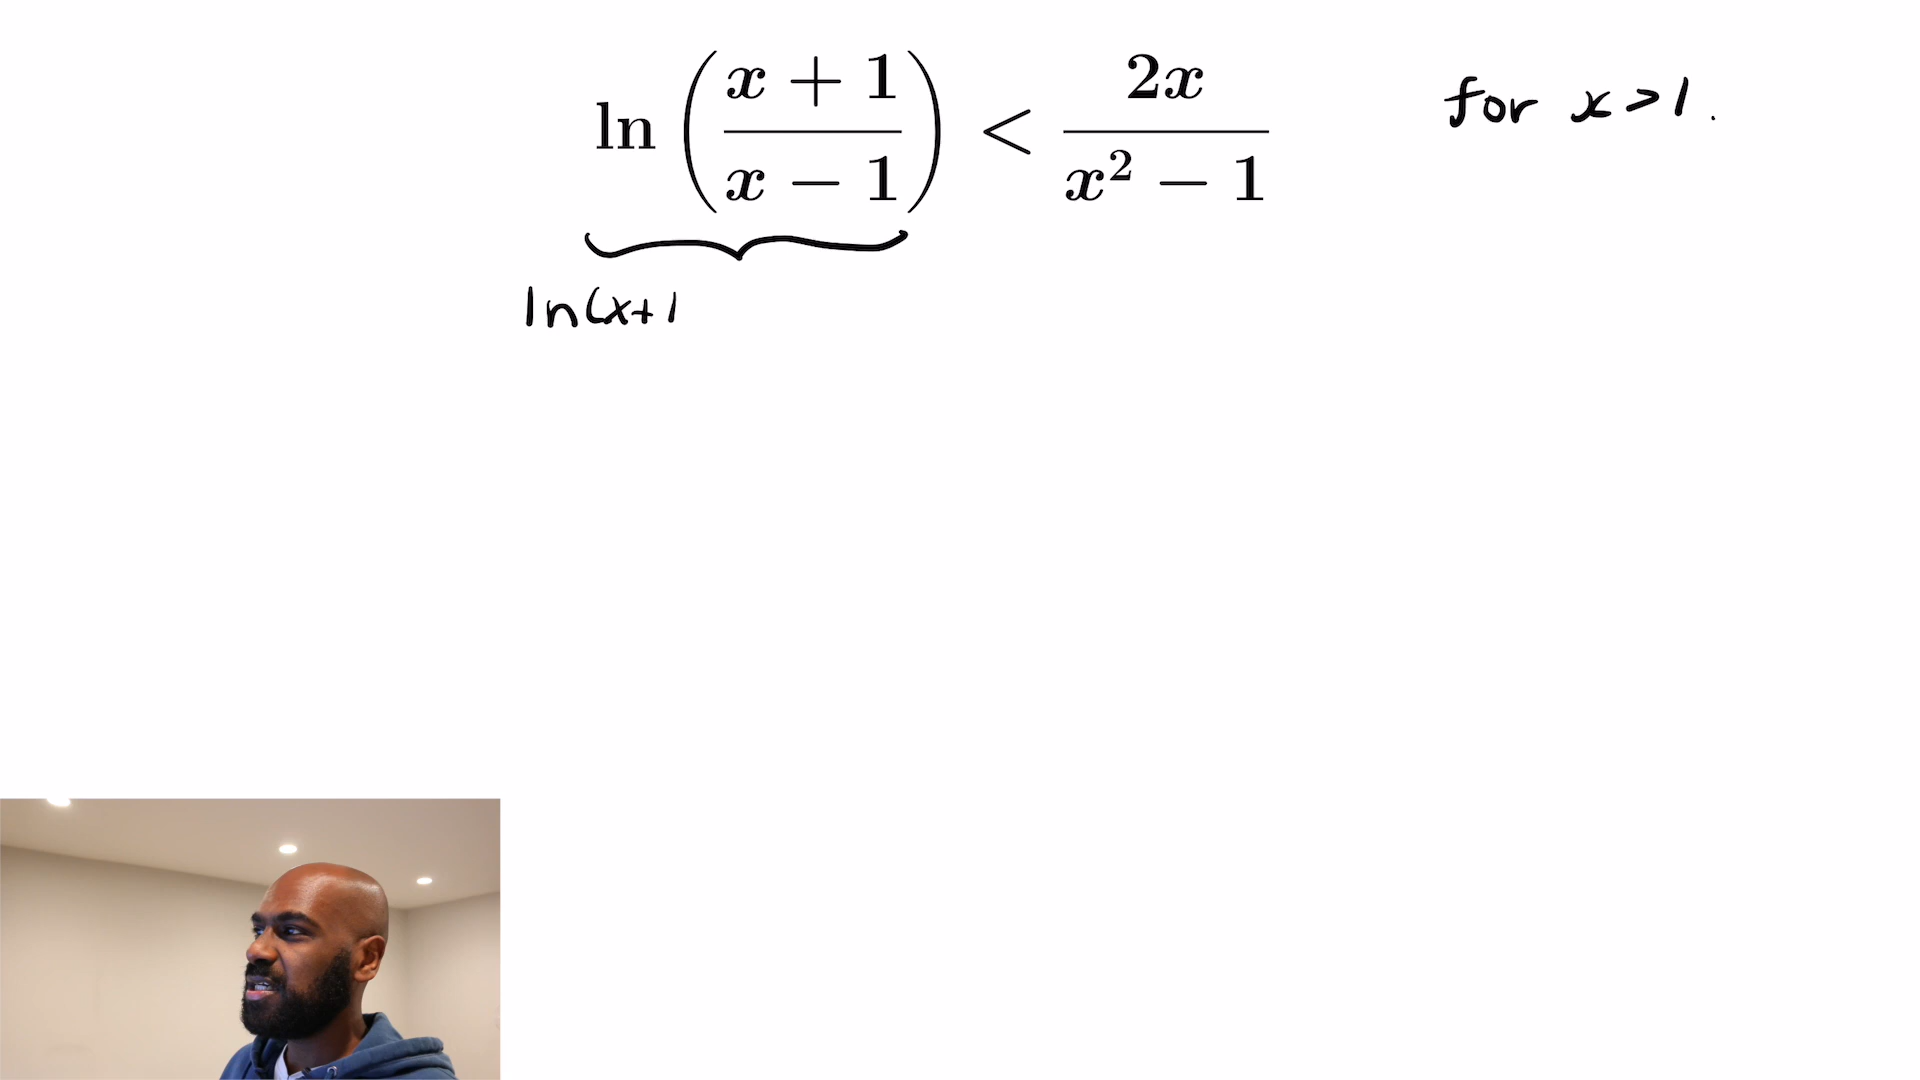 ln((x + 1)/(x − 1)) < 2x/(x² − 1) for x > 1.
ln(x+1